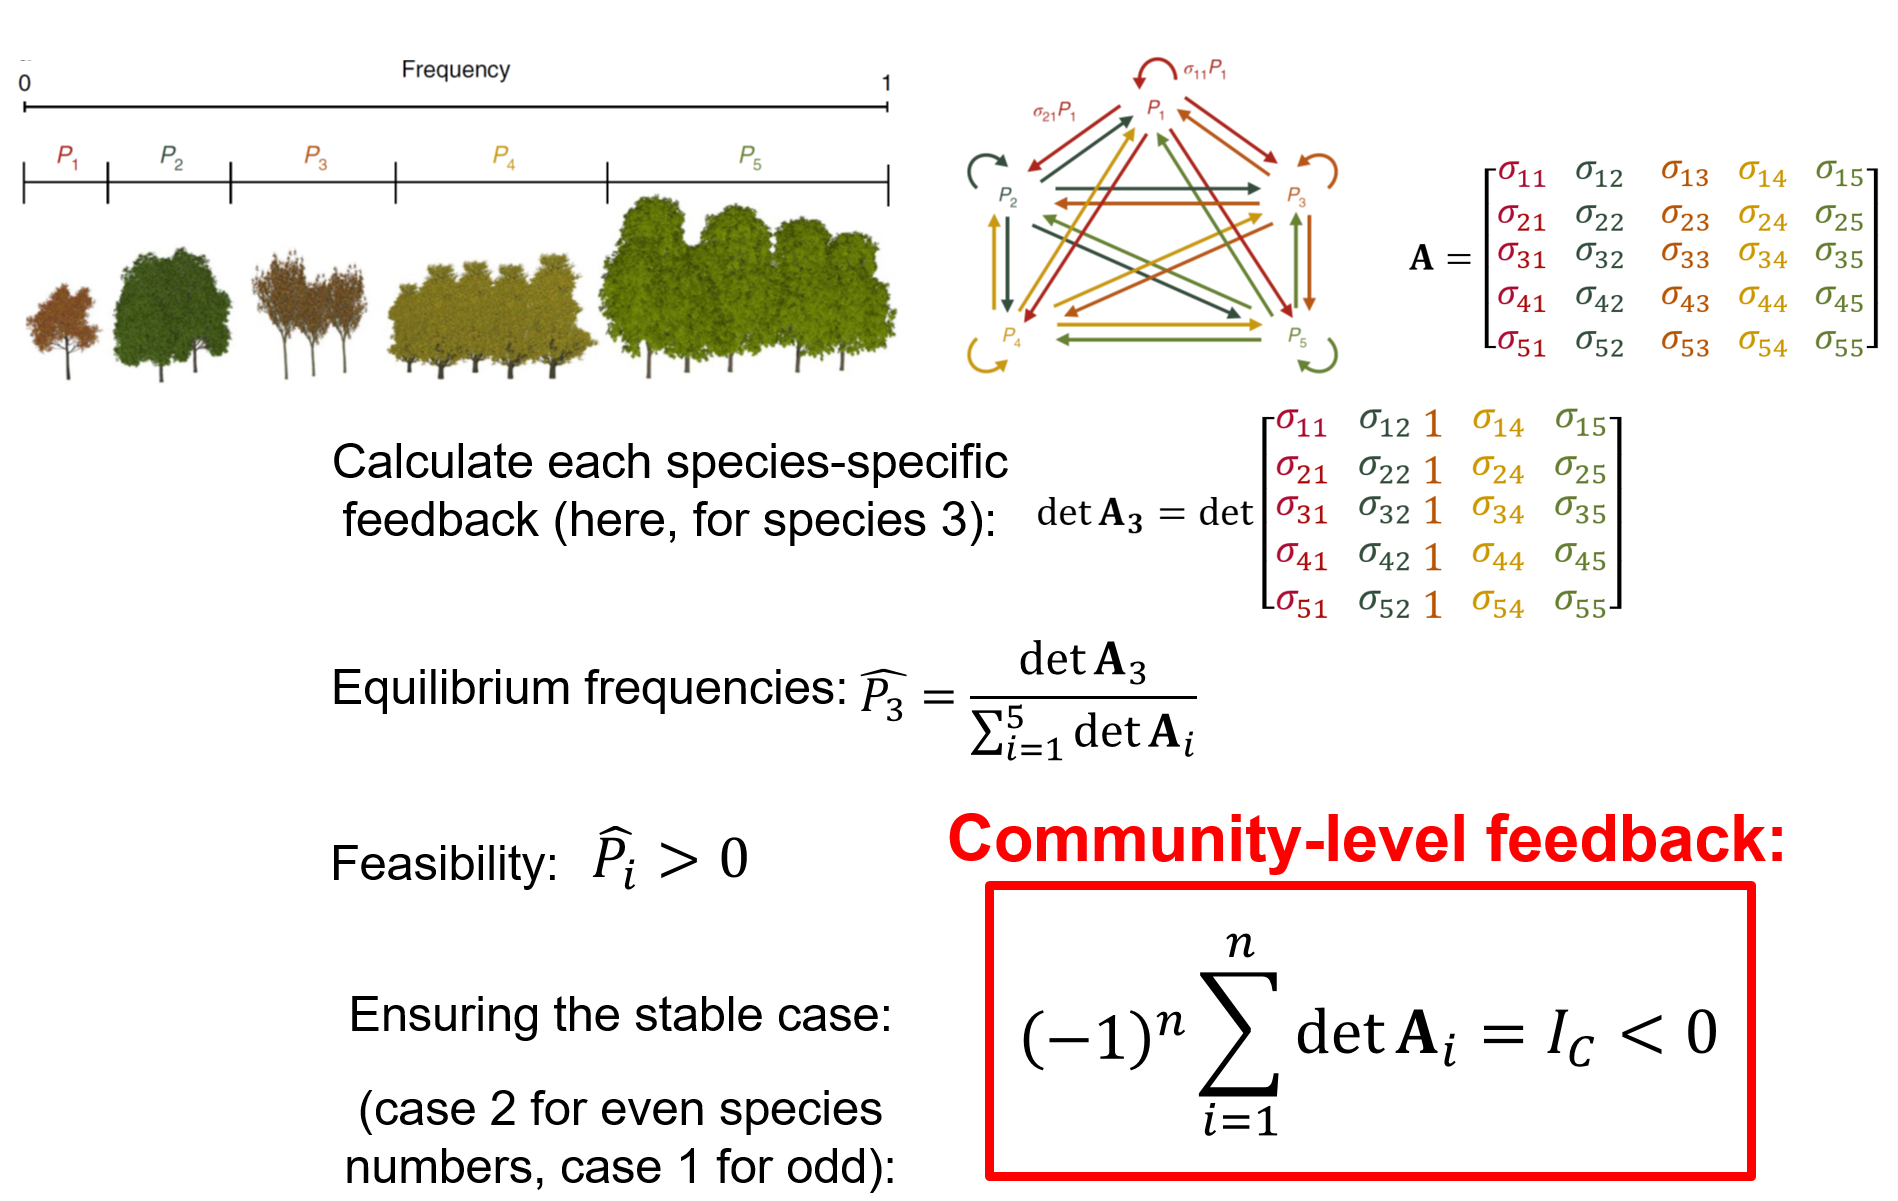 Frequency
0 1
P₁ P₂ P₃ P₄ P₅
σ₁₁P₁
σ₂₁P₁
P₁
P₂ P₃
P₄ P₅
A = [σ₁₁ σ₁₂ σ₁₃ σ₁₄ σ₁₅
σ₂₁ σ₂₂ σ₂₃ σ₂₄ σ₂₅
σ₃₁ σ₃₂ σ₃₃ σ₃₄ σ₃₅
σ₄₁ σ₄₂ σ₄₃ σ₄₄ σ₄₅
σ₅₁ σ₅₂ σ₅₃ σ₅₄ σ₅₅]
Calculate each species-specific
feedback (here, for species 3):
det A₃ = det [σ₁₁ σ₁₂ 1 σ₁₄ σ₁₅
σ₂₁ σ₂₂ 1 σ₂₄ σ₂₅
σ₃₁ σ₃₂ 1 σ₃₄ σ₃₅
σ₄₁ σ₄₂ 1 σ₄₄ σ₄₅
σ₅₁ σ₅₂ 1 σ₅₄ σ₅₅]
Equilibrium frequencies: P̂₃ = det A₃ / ∑ᵢ₌₁⁵ det Aᵢ
Feasibility: P̂ᵢ > 0
Community-level feedback:
Ensuring the stable case:
(case 2 for even species
numbers, case 1 for odd):
(−1)ⁿ ∑ᵢ₌₁ⁿ det Aᵢ = I_C < 0